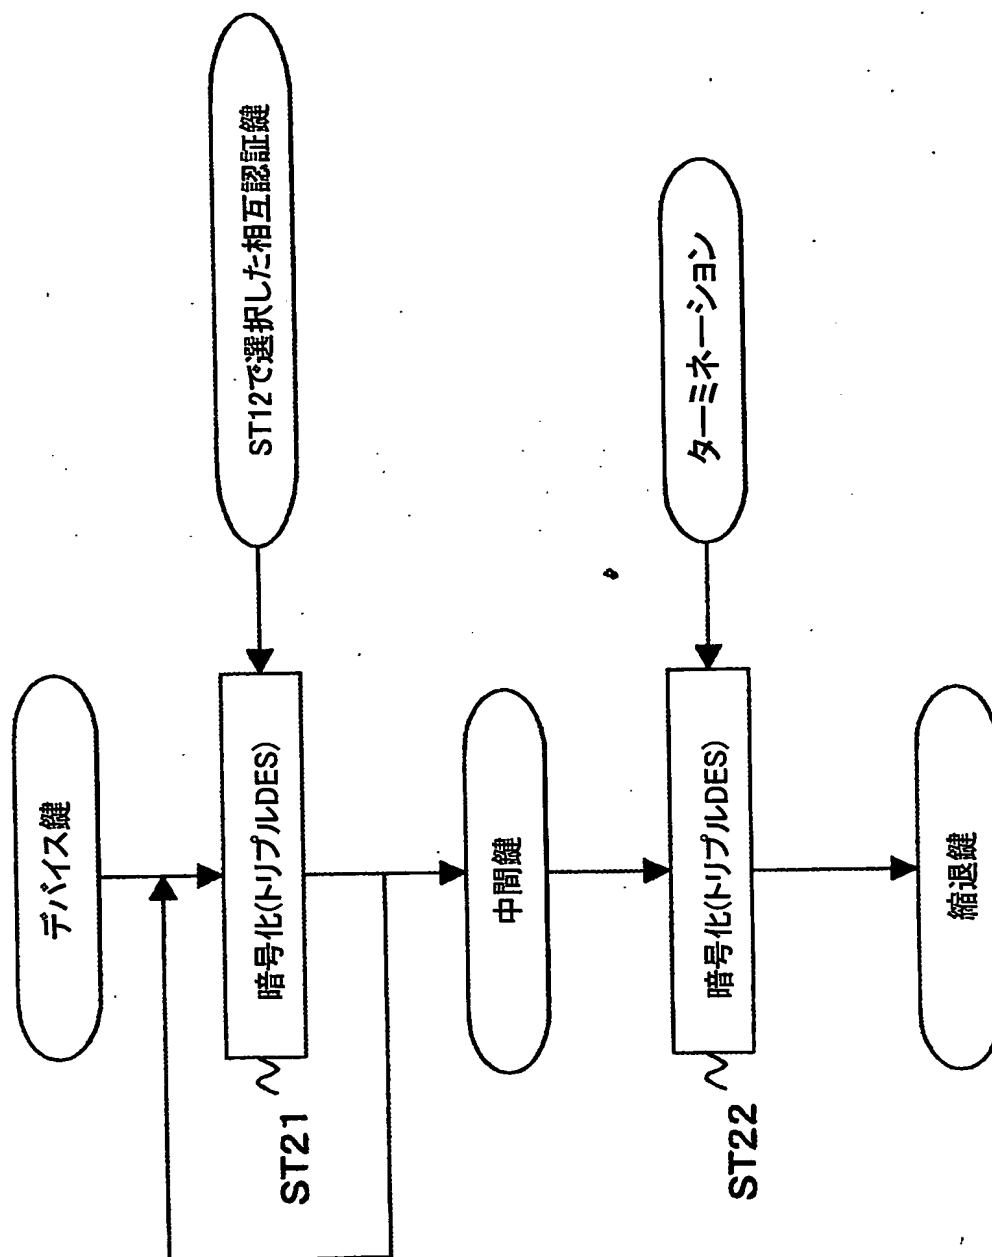 デバイス鍵
ST12で選択した相互認証鍵
暗号化(トリプルDES)
ST21
中間鍵
ターミネーション
暗号化(トリプルDES)
ST22
縮退鍵